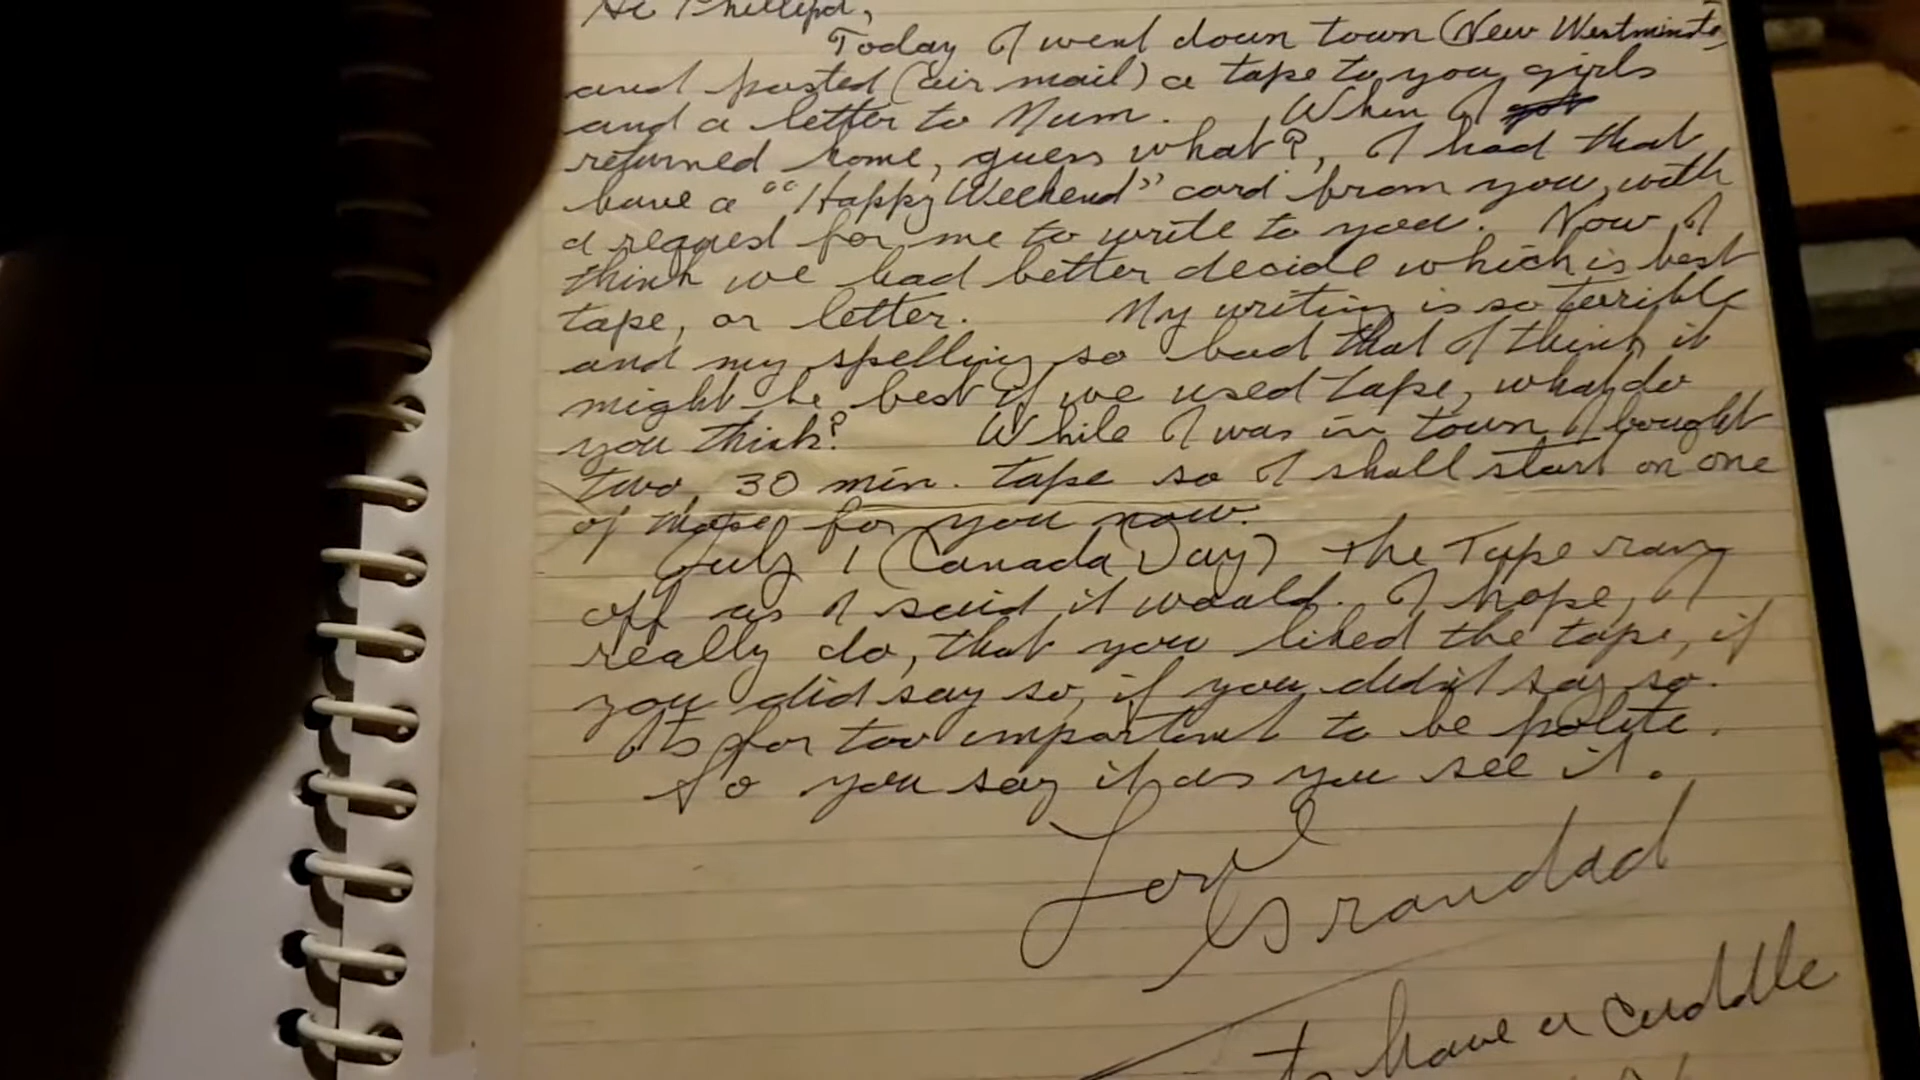 Hi Phillipa,
Today I went down town (New Westminste
and posted (air mail) a tape to you girls
and a letter to Mum. When I
returned home, guess what?, I had that
have a "Happy Weekend" card from you, with
a request for me to write to you. Now I
think we had better decide which is best
tape, or letter. My writing is so terrible
and my spelling so bad that I think it
might be best if we used tape, what do
you think? While I was in town I bought
two, 30 min. tape so I shall start on one
of those for you now.
July 1 (Canada Day) The Tape ran
off as I said it would. I hope, I
really do, that you liked the tape, if
you did say so, if you didn't say so.
Its far too important to be polite.
So you say it as you see it.
Love
Grandad
to have a cuddle